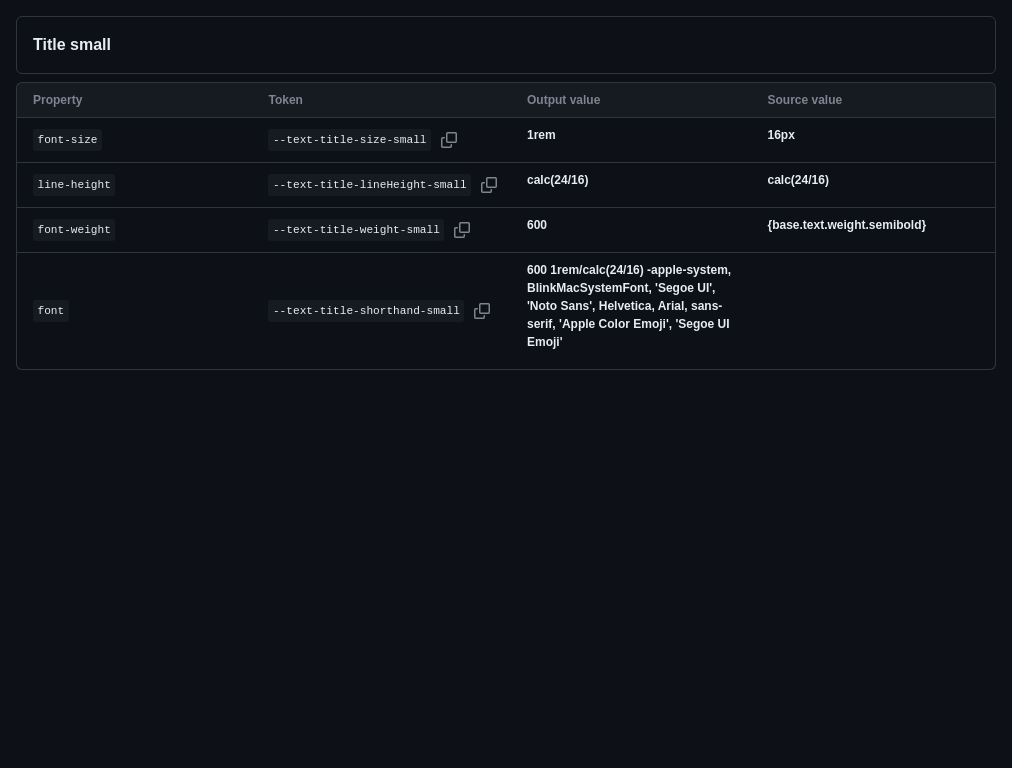 Title small
Property Token Output value Source value
font-size --text-title-size-small 1rem 16px
line-height --text-title-lineHeight-small calc(24/16) calc(24/16)
font-weight --text-title-weight-small 600 {base.text.weight.semibold}
font --text-title-shorthand-small 600 1rem/calc(24/16) -apple-system,
BlinkMacSystemFont, 'Segoe UI',
'Noto Sans', Helvetica, Arial, sans-
serif, 'Apple Color Emoji', 'Segoe UI
Emoji'